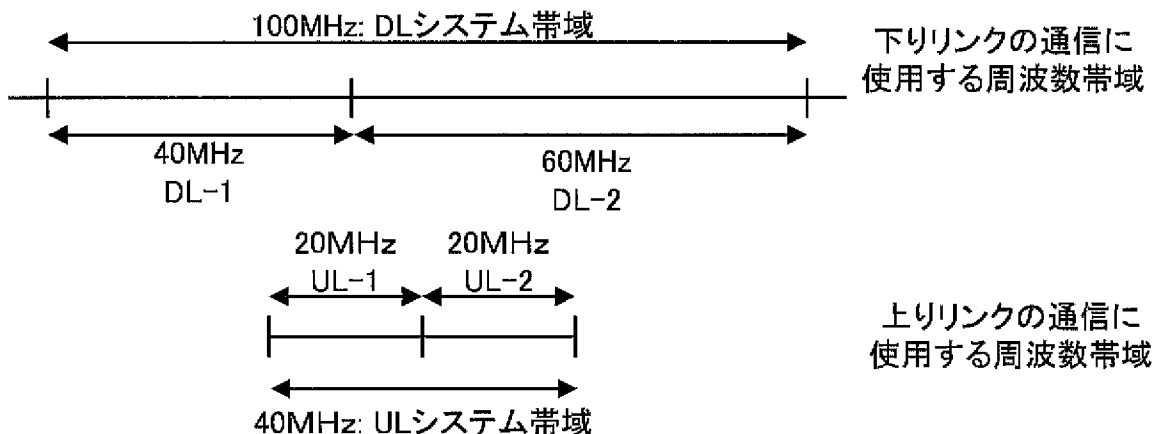 100MHz: DLシステム帯域
下りリンクの通信に
使用する周波数帯域
40MHz
DL-1
60MHz
DL-2
20MHz
UL-1
20MHz
UL-2
上りリンクの通信に
使用する周波数帯域
40MHz: ULシステム帯域